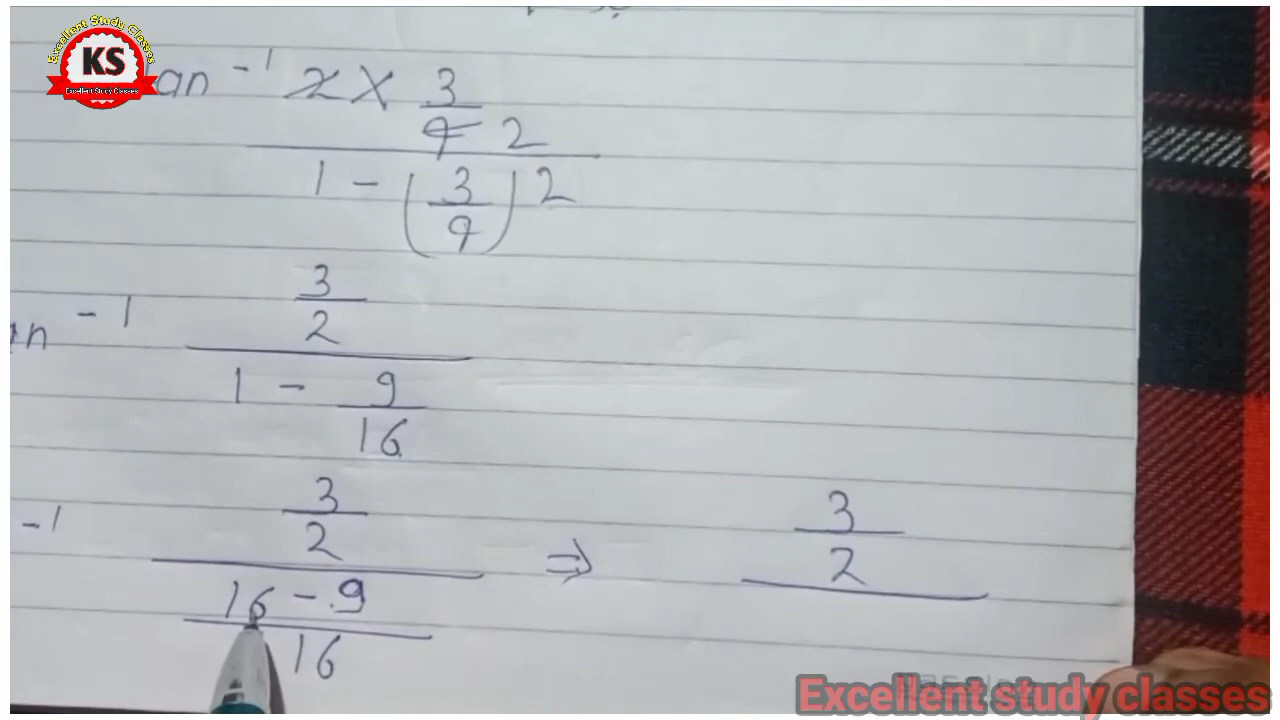 Excellent Study Classes
KS
Excellent Study Classes
an -1 2 × 3
4 2
1 - ( 3 ) 2
4
3
n -1 2
1 - 9
16
3
-1 2 ⇒ 3
16 - 9 2
16
Excellent study classes